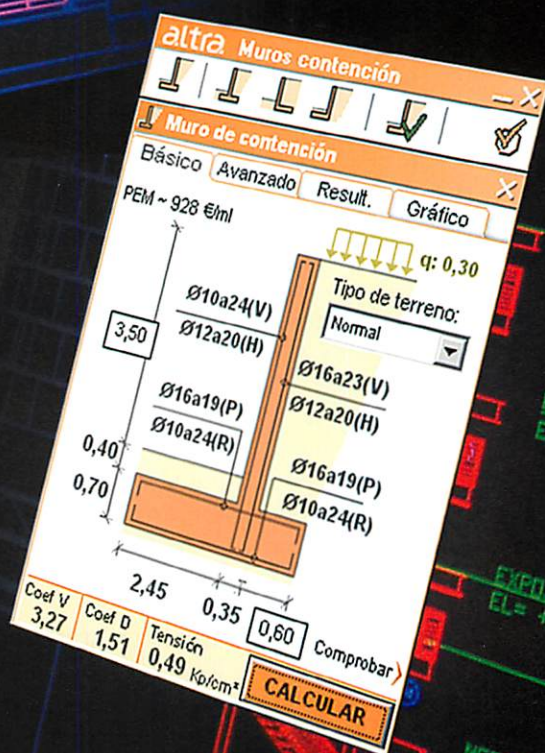 altra Muros contención
Muro de contención
Básico Avanzado Result. Gráfico
PEM ~ 928 €/ml
q: 0,30
Tipo de terreno:
Normal
Ø10a24(V)
Ø12a20(H)
3,50
Ø16a23(V)
Ø12a20(H)
Ø16a19(P)
Ø10a24(R)
0,40
0,70
Ø16a19(P)
Ø10a24(R)
2,45 0,35 0,60
Comprobar
Coef V
3,27
Coef D
1,51
Tensión
0,49 Kp/cm²
CALCULAR
EL=